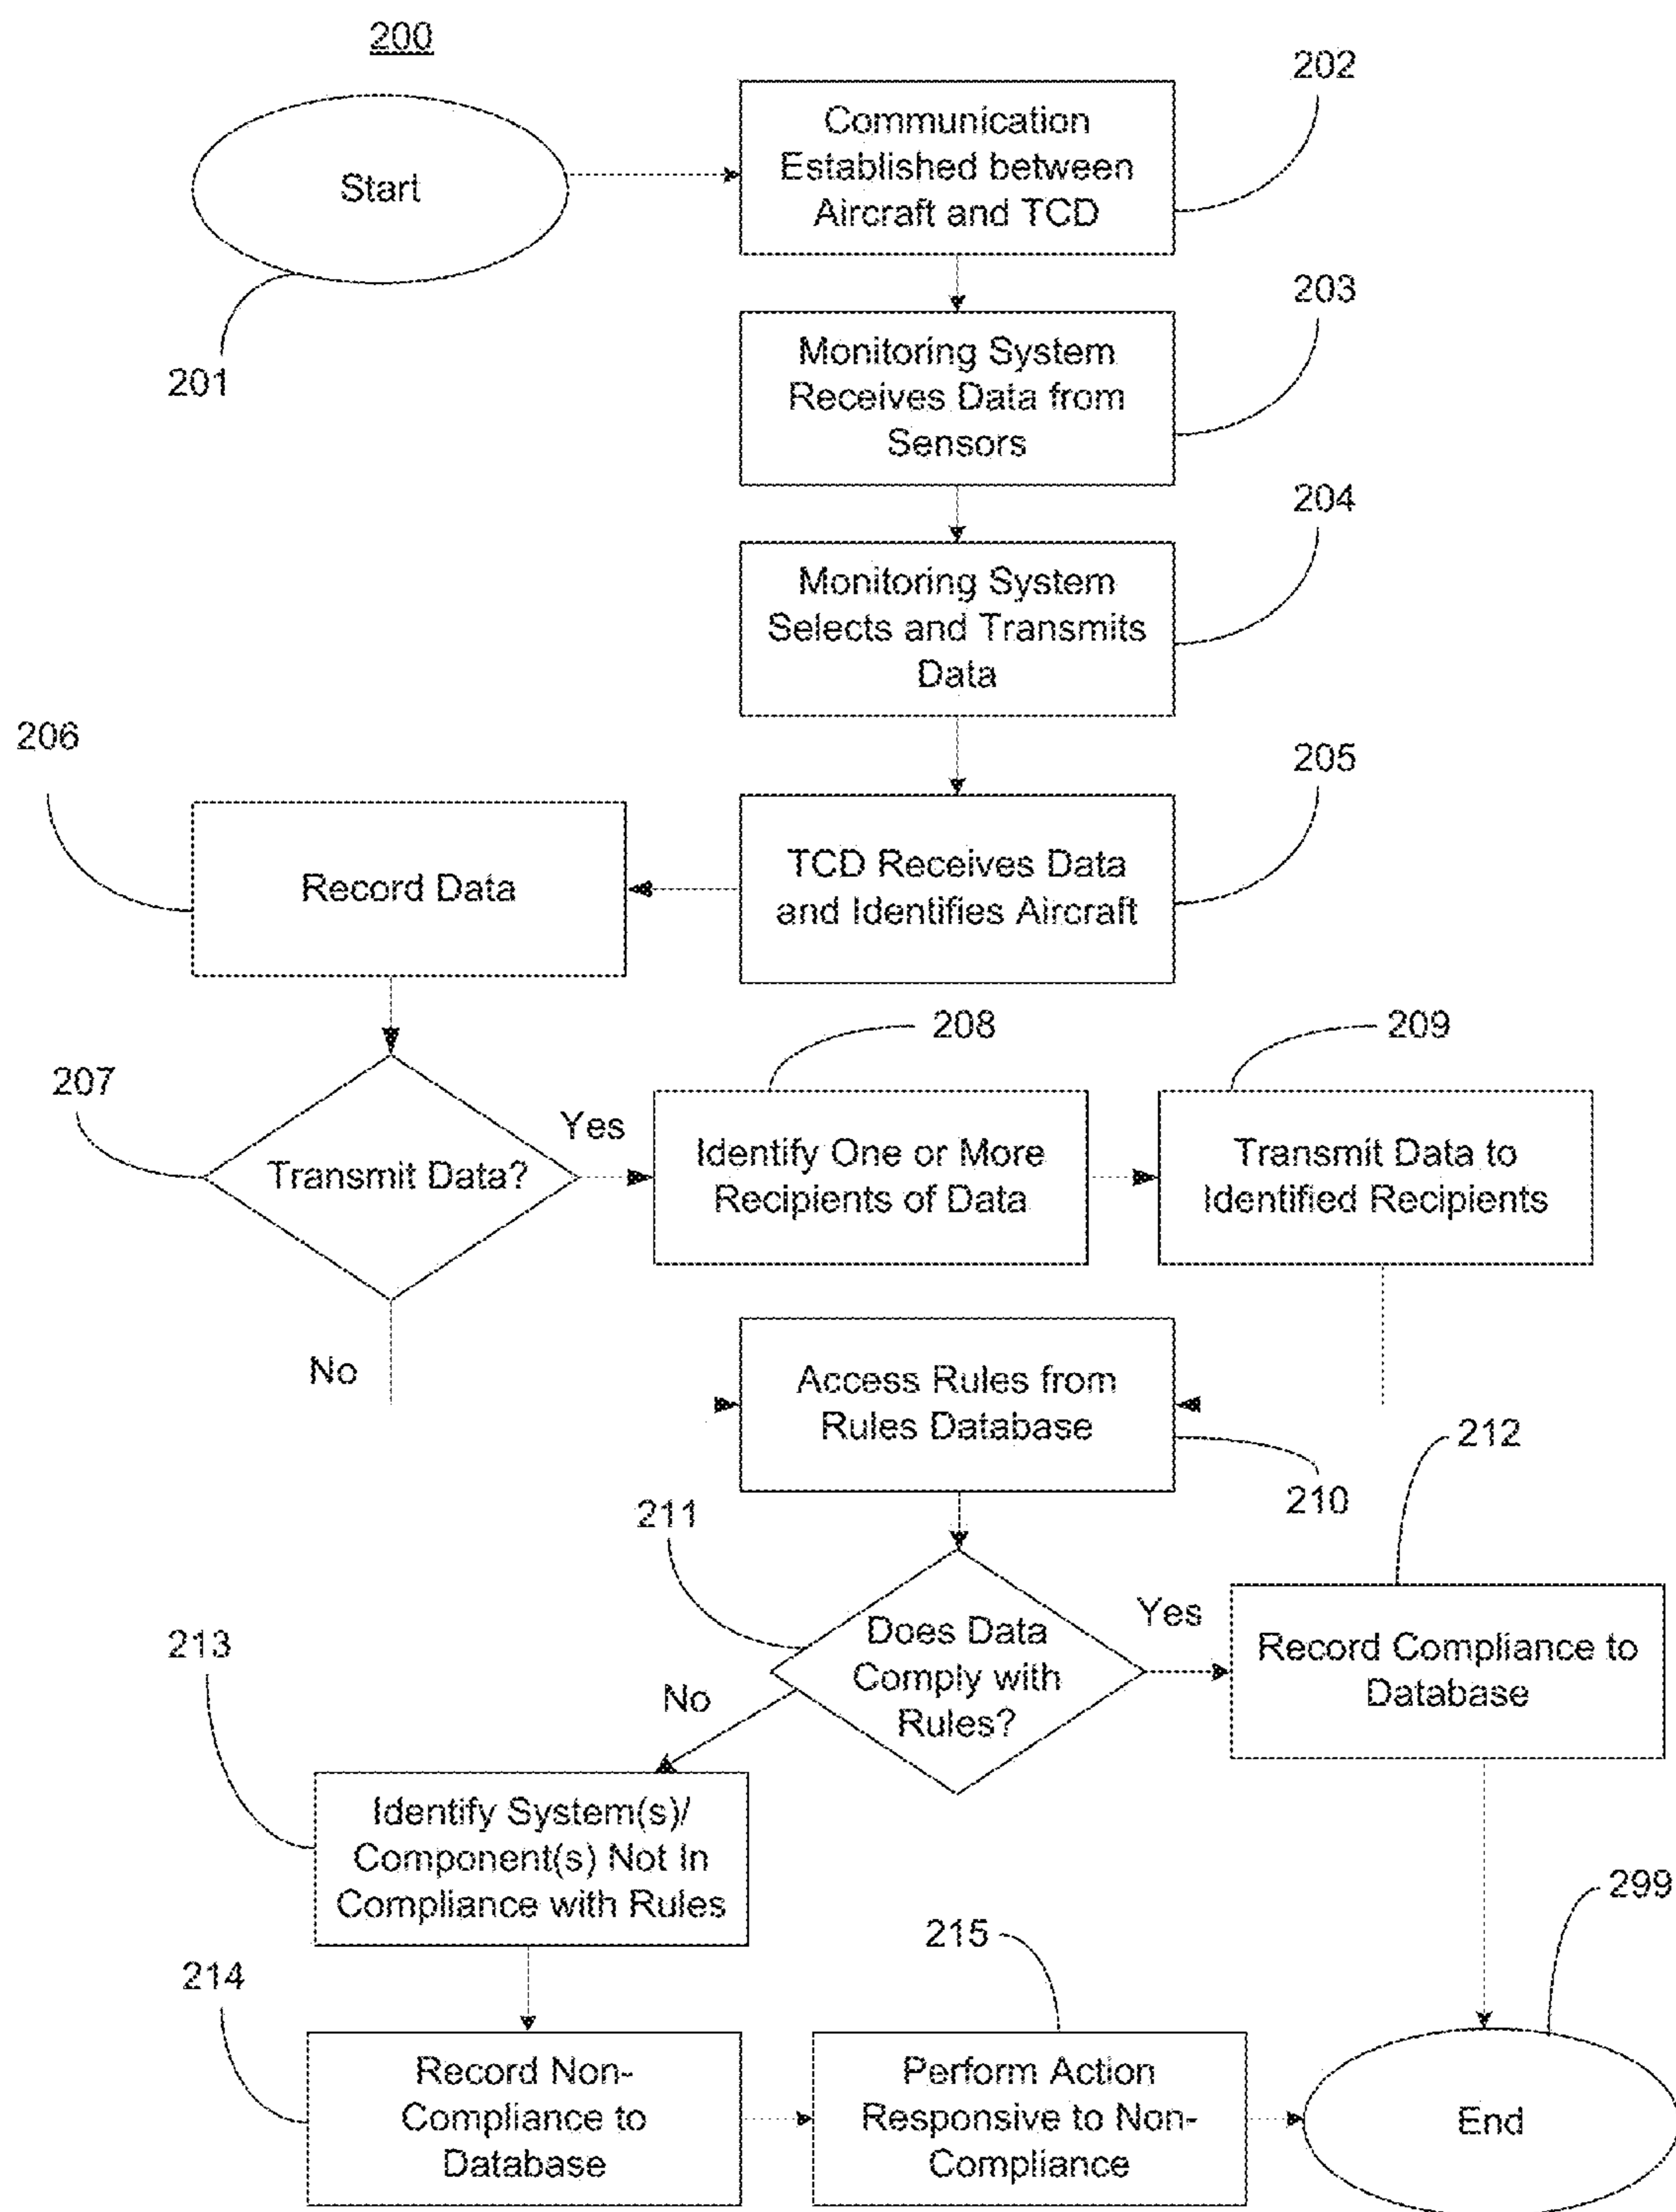 200
Start
201
Communication
Established between
Aircraft and TCD
202
Monitoring System
Receives Data from
Sensors
203
Monitoring System
Selects and Transmits
Data
204
TCD Receives Data
and Identifies Aircraft
205
206
Record Data
207
Transmit Data?
Yes
No
208
Identify One or More
Recipients of Data
209
Transmit Data to
Identified Recipients
Access Rules from
Rules Database
210
211
Does Data
Comply with
Rules?
Yes
No
212
Record Compliance to
Database
213
Identify System(s)/
Component(s) Not In
Compliance with Rules
214
Record Non-
Compliance to
Database
215
Perform Action
Responsive to Non-
Compliance
299
End